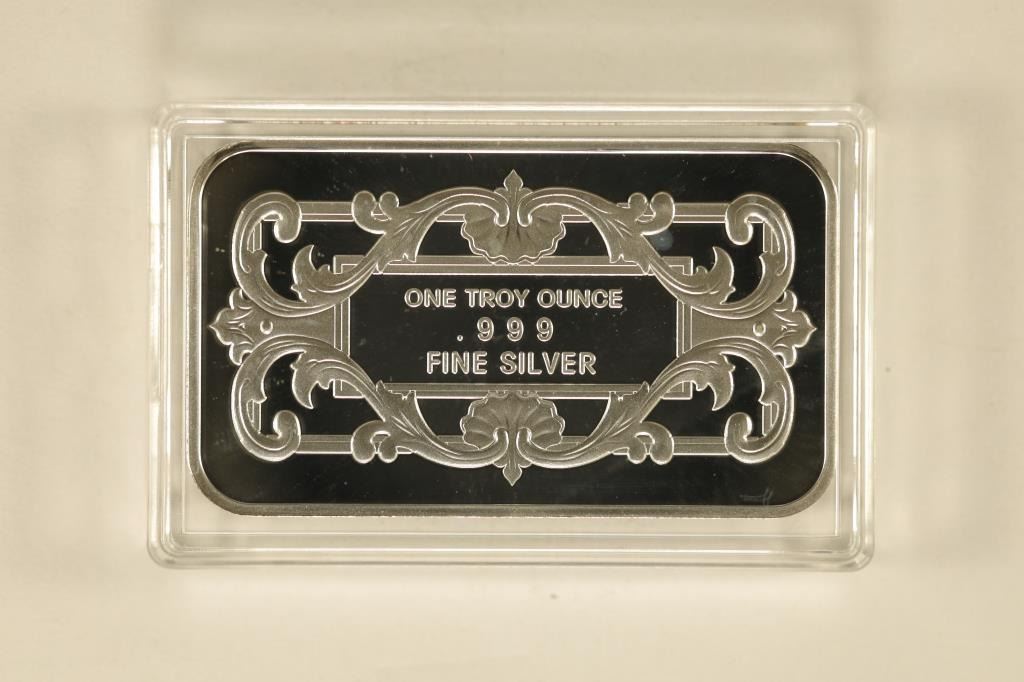 ONE TROY OUNCE
.999
FINE SILVER